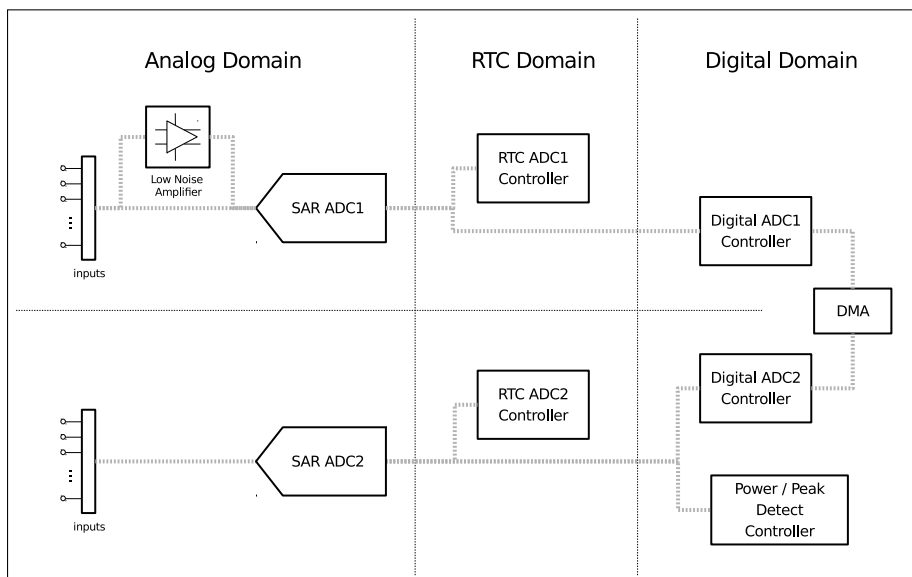 Analog Domain
RTC Domain
Digital Domain
Low Noise
Amplifier
inputs
SAR ADC1
RTC ADC1
Controller
Digital ADC1
Controller
DMA
inputs
SAR ADC2
RTC ADC2
Controller
Digital ADC2
Controller
Power / Peak
Detect
Controller